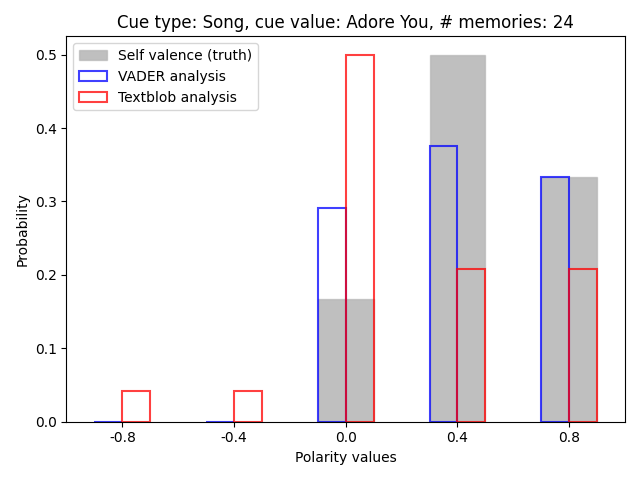 Cue type: Song, cue value: Adore You, # memories: 24
Self valence (truth)
VADER analysis
Textblob analysis
Probability
0.5
0.4
0.3
0.2
0.1
0.0
-0.8 -0.4 0.0 0.4 0.8
Polarity values